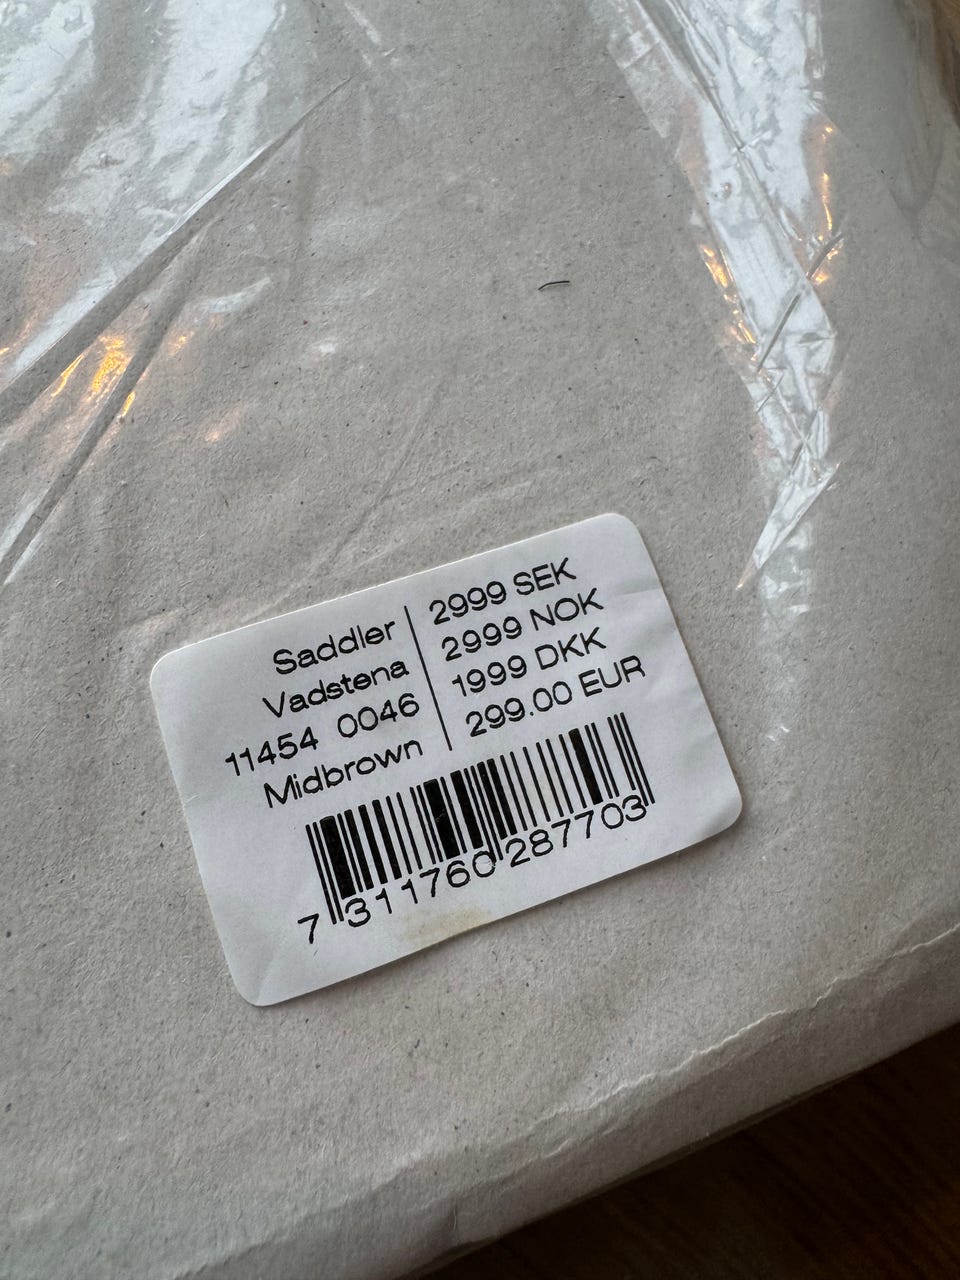 Saddler
Vadstena
11454 0046
Midbrown
2999 SEK
2999 NOK
1999 DKK
299.00 EUR
7 311760 287703